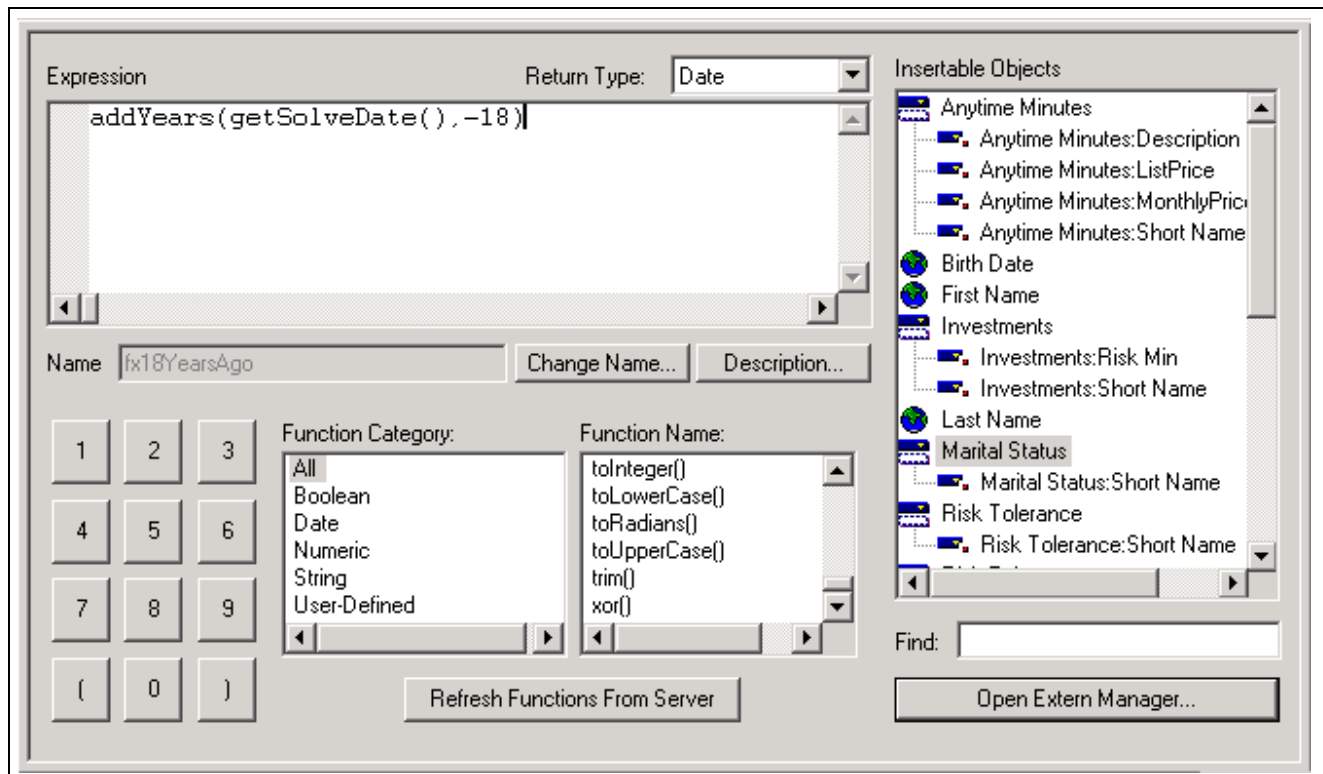 Expression
Return Type:
Date
addYears(getSolveDate(),-18)
Name
fx18YearsAgo
Change Name...
Description...
1
2
3
4
5
6
7
8
9
(
0
)
Function Category:
All
Boolean
Date
Numeric
String
User-Defined
Function Name:
toInteger()
toLowerCase()
toRadians()
toUpperCase()
trim()
xor()
Refresh Functions From Server
Insertable Objects
Anytime Minutes
Anytime Minutes:Description
Anytime Minutes:ListPrice
Anytime Minutes:MonthlyPric
Anytime Minutes:Short Name
Birth Date
First Name
Investments
Investments:Risk Min
Investments:Short Name
Last Name
Marital Status
Marital Status:Short Name
Risk Tolerance
Risk Tolerance:Short Name
Find:
Open Extern Manager...